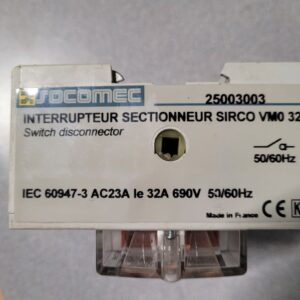 socomec
25003003
INTERRUPTEUR SECTIONNEUR SIRCO VM0 32
Switch disconnector
50/60Hz
IEC 60947-3 AC23A Ie 32A 690V 50/60Hz
Made in France
CE